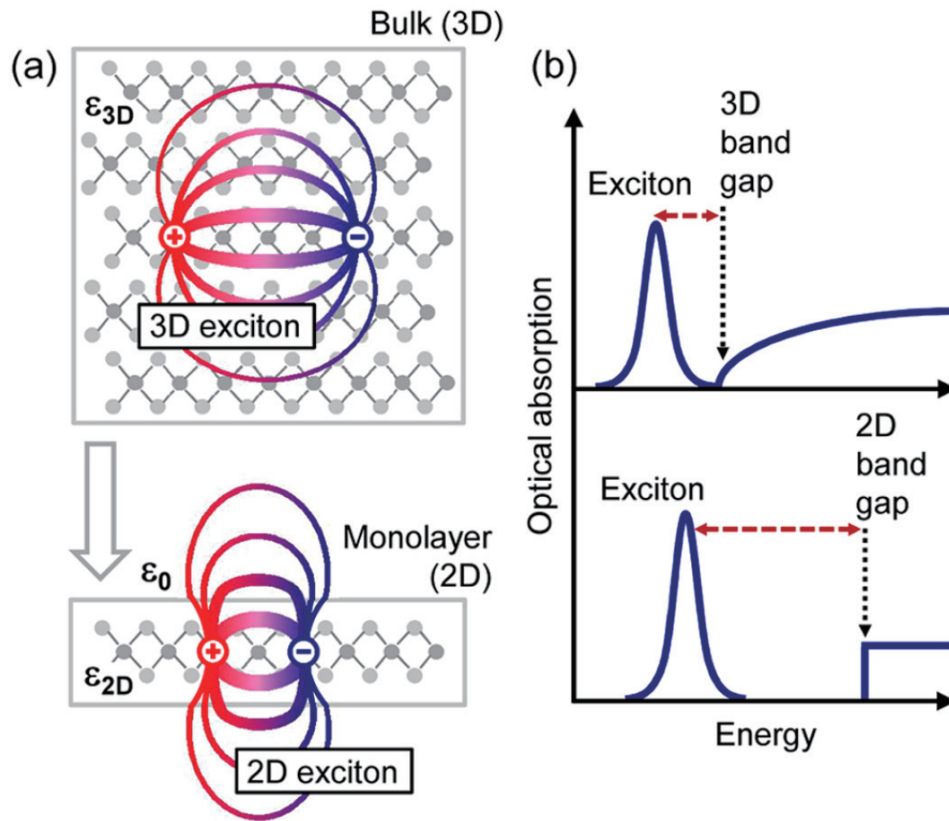 (a)
Bulk (3D)
ε3D
+
−
3D exciton
Monolayer
(2D)
ε0
ε2D
+
−
2D exciton
(b)
Optical absorption
Exciton
3D
band
gap
Exciton
2D
band
gap
Energy